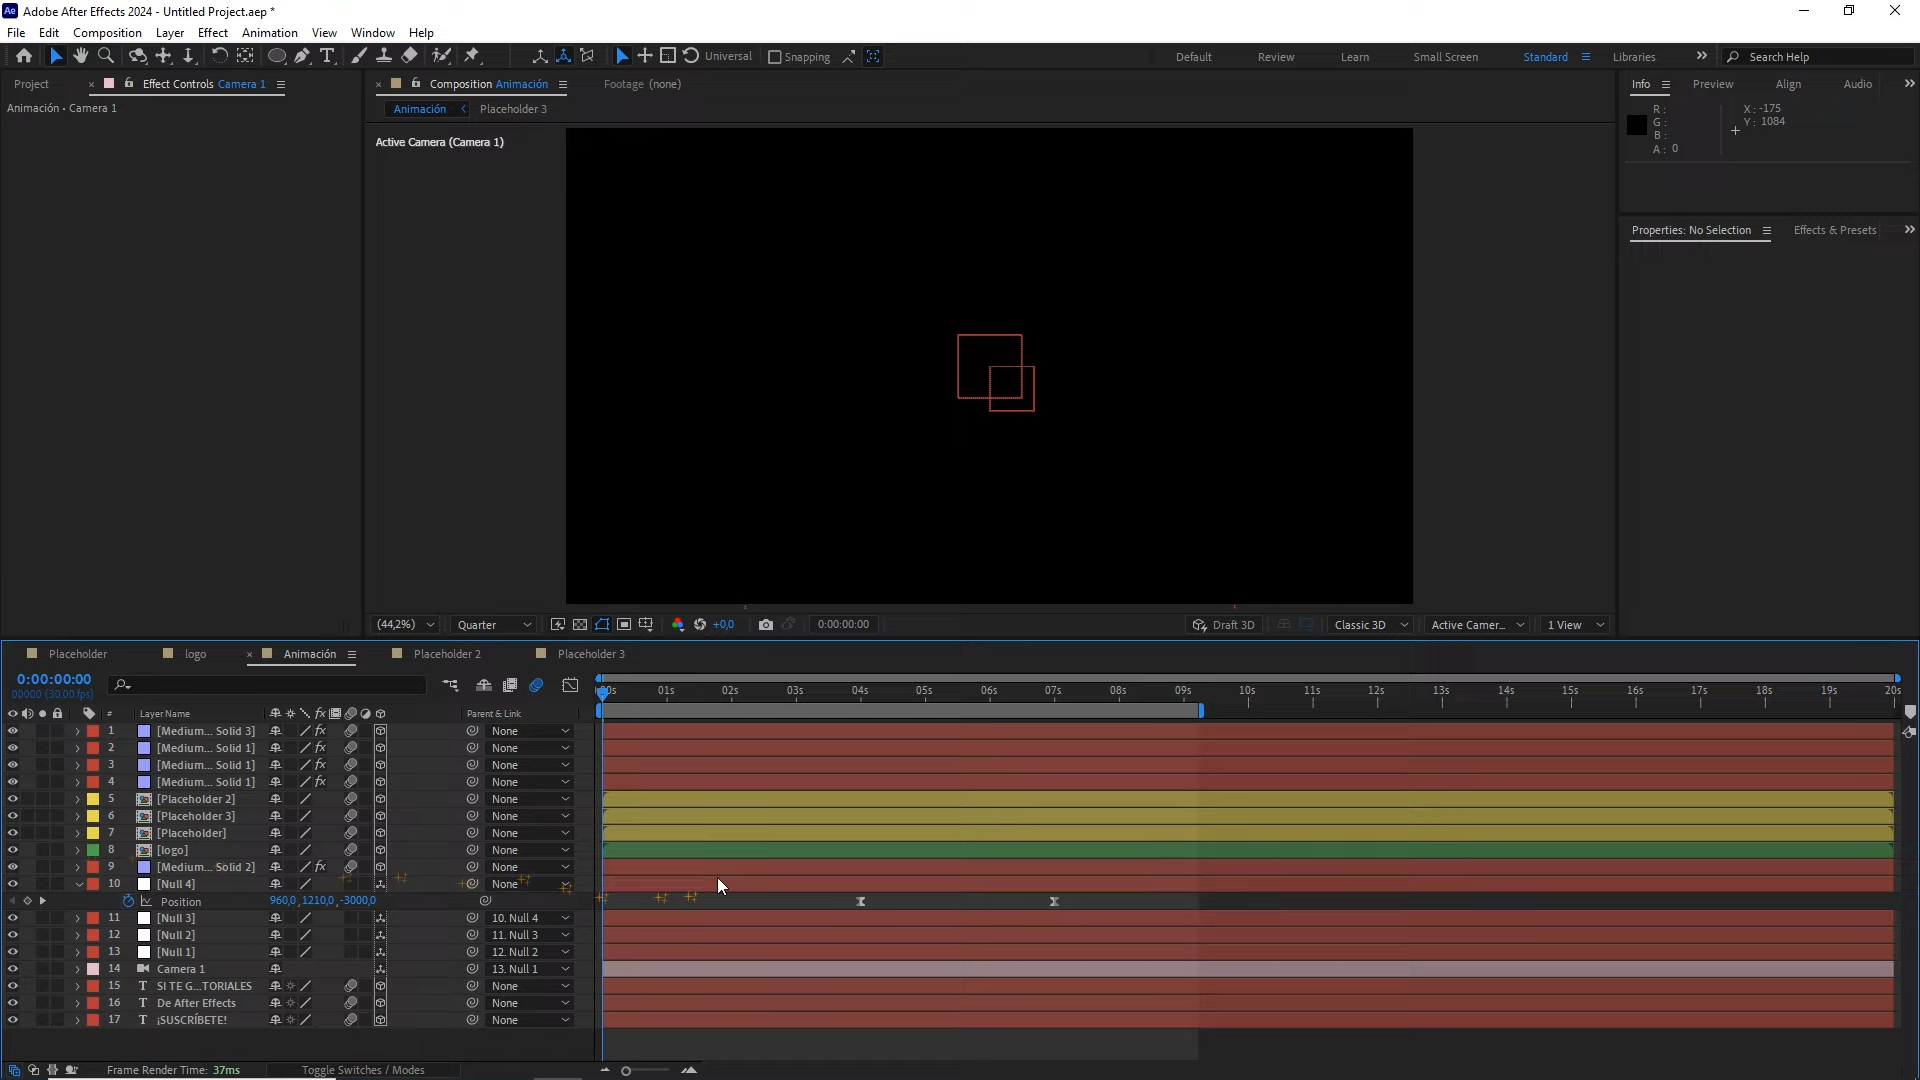 Adobe After Effects 2024 - Untitled Project.aep *
File Edit Composition Layer Effect Animation View Window Help
Universal Snapping Default Review Learn Small Screen Standard Libraries Search Help
Project Effect Controls Camera 1 Composition Animación Footage (none) Info Preview Align Audio
Animación • Camera 1 Animación Placeholder 3
R : X : -175
G : Y : 1084
B :
A : 0
Active Camera (Camera 1)
Properties: No Selection Effects & Presets
(44,2%) Quarter +0,0 0:00:00:00 Draft 3D Classic 3D Active Camer... 1 View
Placeholder logo Animación Placeholder 2 Placeholder 3
0:00:00:00
00000 (30.00 fps)
01s 02s 03s 04s 05s 06s 07s 08s 09s 10s 11s 12s 13s 14s 15s 16s 17s 18s 19s 20s
# Layer Name Parent & Link
1 [Medium... Solid 3] None
2 [Medium... Solid 1] None
3 [Medium... Solid 1] None
4 [Medium... Solid 1] None
5 [Placeholder 2] None
6 [Placeholder 3] None
7 [Placeholder] None
8 [logo] None
9 [Medium... Solid 2] None
10 [Null 4] None
Position 960,0,1210,0,-3000,0
11 [Null 3] 10. Null 4
12 [Null 2] 11. Null 3
13 [Null 1] 12. Null 2
14 Camera 1 13. Null 1
15 T SI TE G...TORIALES None
16 T De After Effects None
17 T ¡SUSCRÍBETE! None
Frame Render Time: 37ms Toggle Switches / Modes